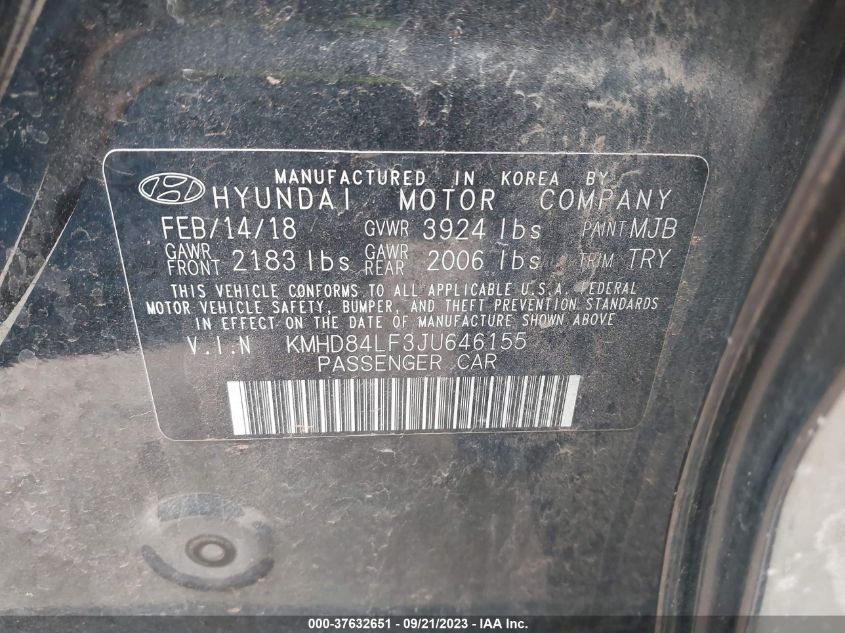 MANUFACTURED IN KOREA BY
HYUNDAI MOTOR COMPANY
FEB/14/18 GVWR 3924 lbs PAINT MJB
GAWR FRONT 2183 lbs GAWR REAR 2006 lbs TRIM TRY
THIS VEHICLE CONFORMS TO ALL APPLICABLE U.S.A. FEDERAL
MOTOR VEHICLE SAFETY, BUMPER, AND THEFT PREVENTION STANDARDS
IN EFFECT ON THE DATE OF MANUFACTURE SHOWN ABOVE
V.I.N KMHD84LF3JU646155
PASSENGER CAR
000-37632651 / 09/21/2023 - IAA Inc.